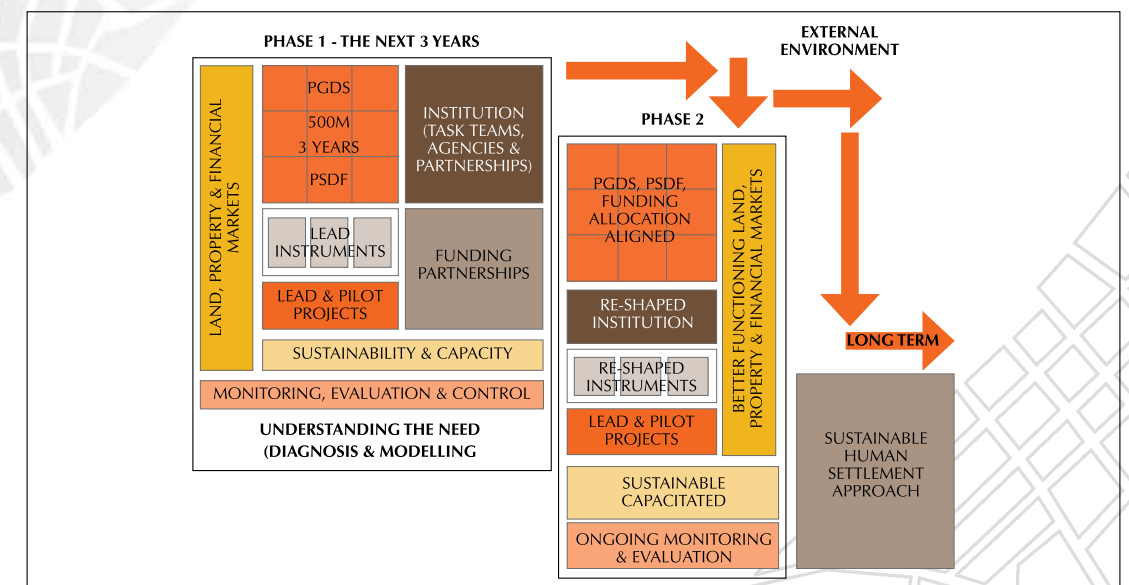 PHASE 1 - THE NEXT 3 YEARS
LAND, PROPERTY & FINANCIAL
MARKETS
PGDS
500M
3 YEARS
PSDF
INSTITUTION
(TASK TEAMS,
AGENCIES &
PARTNERSHIPS)
LEAD
INSTRUMENTS
FUNDING
PARTNERSHIPS
LEAD & PILOT
PROJECTS
SUSTAINABILITY & CAPACITY
MONITORING, EVALUATION & CONTROL
UNDERSTANDING THE NEED
(DIAGNOSIS & MODELLING
EXTERNAL
ENVIRONMENT
PHASE 2
PGDS, PSDF,
FUNDING
ALLOCATION
ALIGNED
BETTER FUNCTIONING LAND,
PROPERTY & FINANCIAL MARKETS
RE-SHAPED
INSTITUTION
RE-SHAPED
INSTRUMENTS
LEAD & PILOT
PROJECTS
SUSTAINABLE
CAPACITATED
ONGOING MONITORING
& EVALUATION
LONG TERM
SUSTAINABLE
HUMAN
SETTLEMENT
APPROACH